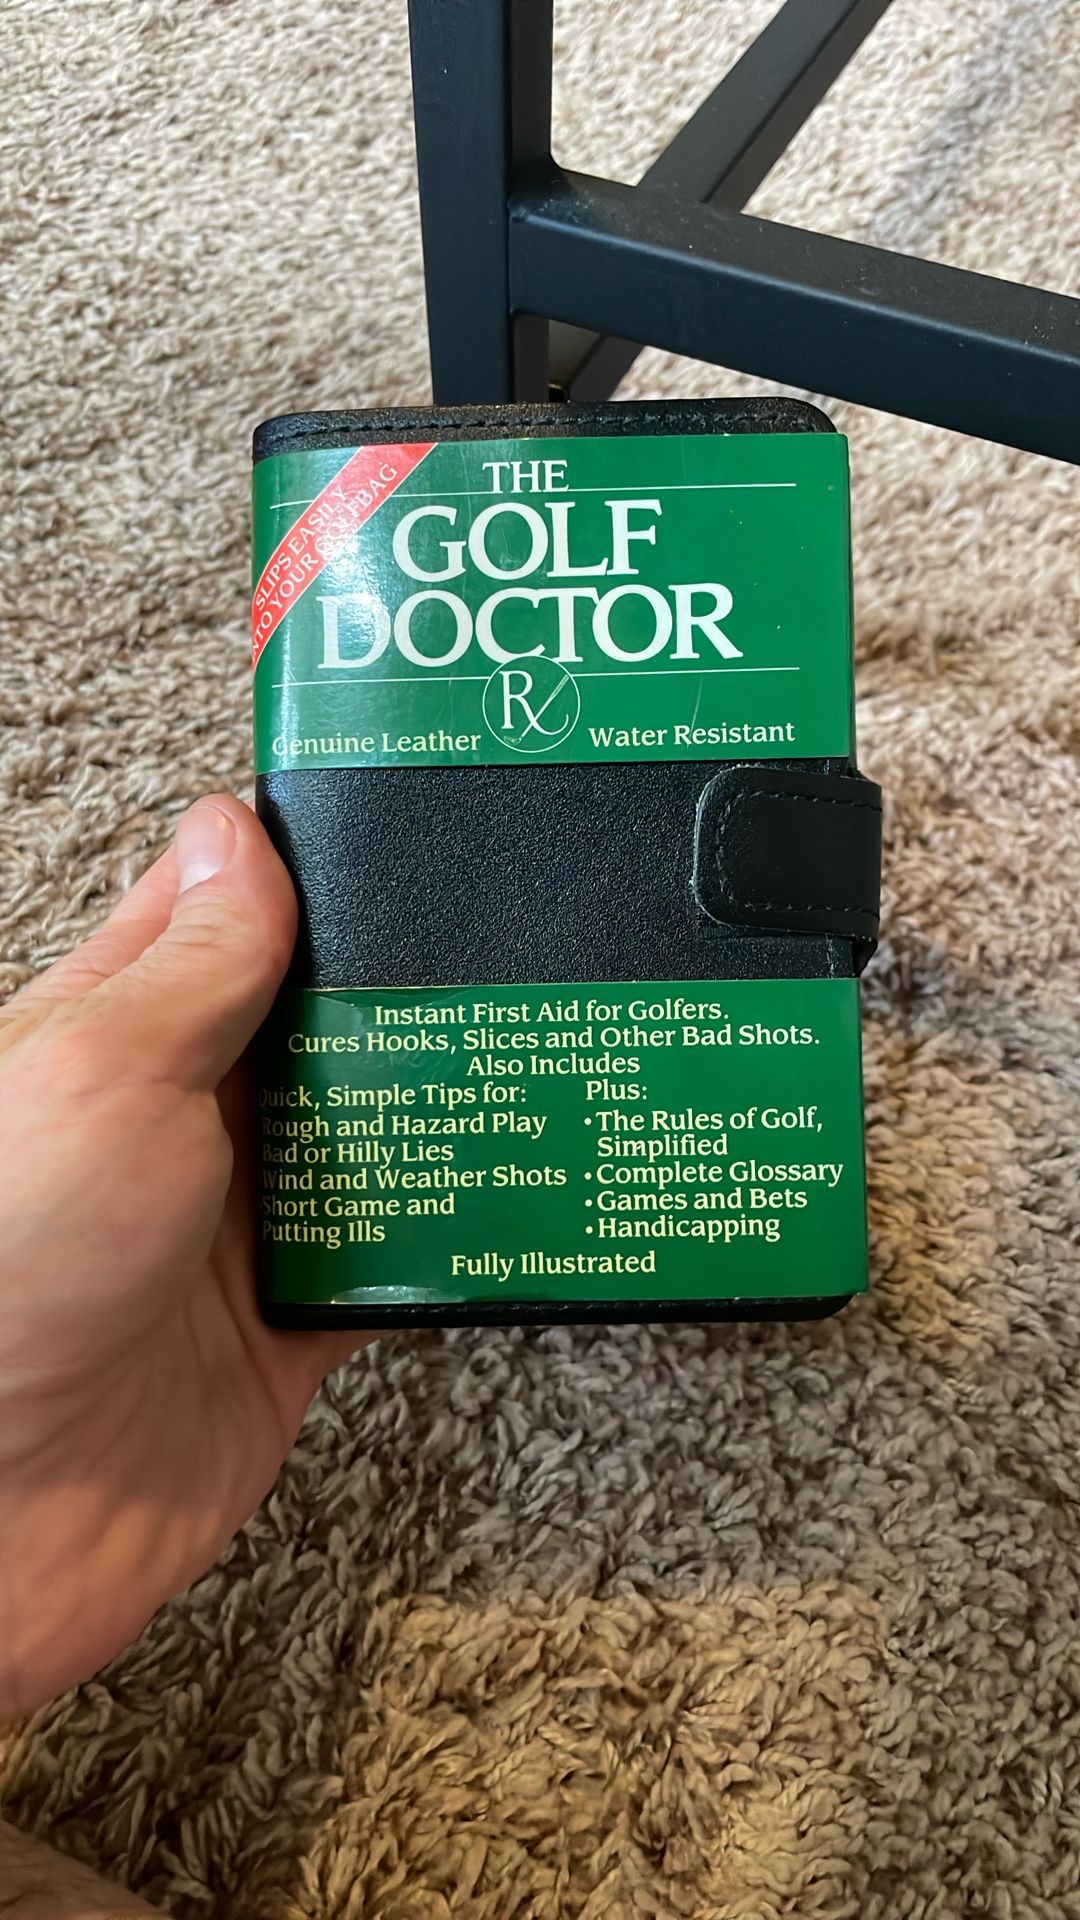 SLIPS EASILY
INTO YOUR GOLFBAG
THE
GOLF
DOCTOR
Rx
Genuine Leather
Water Resistant
Instant First Aid for Golfers.
Cures Hooks, Slices and Other Bad Shots.
Also Includes
Quick, Simple Tips for:
Rough and Hazard Play
Bad or Hilly Lies
Wind and Weather Shots
Short Game and
Putting Ills
Plus:
• The Rules of Golf,
Simplified
• Complete Glossary
• Games and Bets
• Handicapping
Fully Illustrated